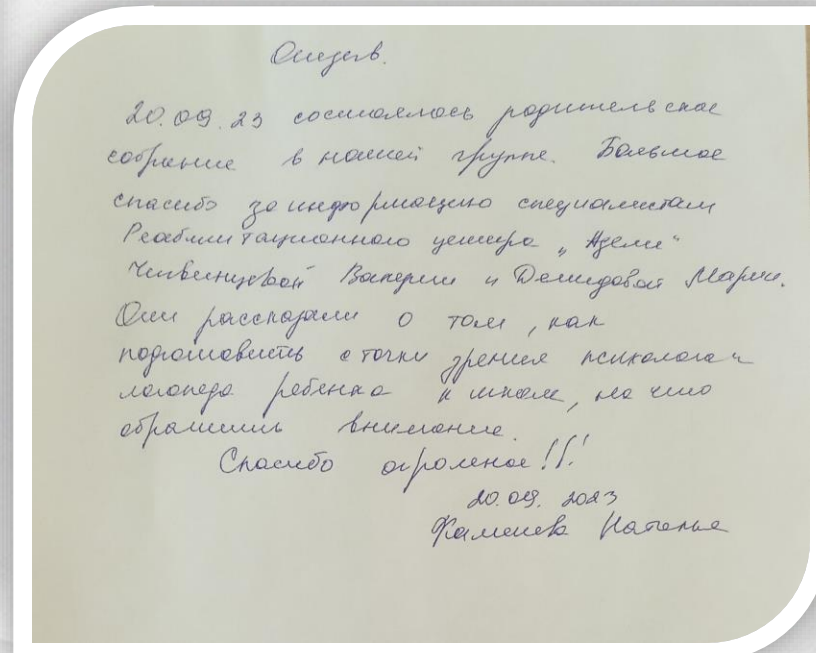 Отзыв.
20.09.23 состоялось родительское
собрание в нашей группе. Большое
спасибо за информацию специалистам
Реабилитационного центра „Адели“
Валерии и Демидовой Марии.
Они рассказали о том, как
подготовить с точки зрения психолога и
логопеда ребенка к школе, на что
обратить внимание.
Спасибо огромное!!!
20.09.2023
Наталья